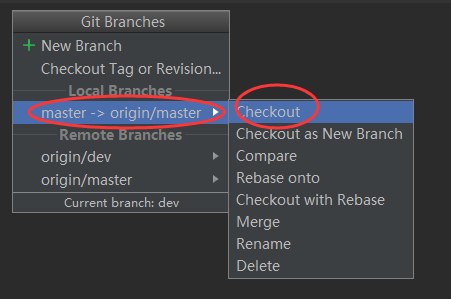 Git Branches
New Branch
Checkout Tag or Revision...
Local Branches
master -> origin/master
Remote Branches
origin/dev
origin/master
Current branch: dev
Checkout
Checkout as New Branch
Compare
Rebase onto
Checkout with Rebase
Merge
Rename
Delete